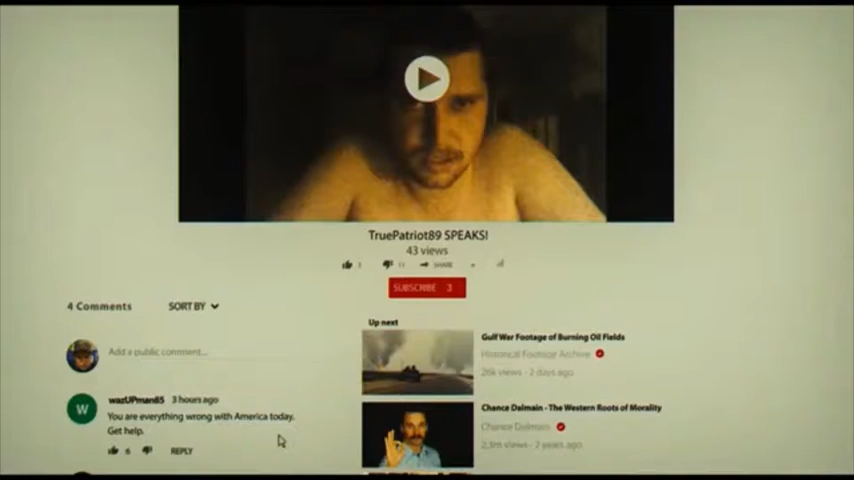 TruePatriot89 SPEAKS!
43 views
11 SHARE
SUBSCRIBE 3
4 Comments SORT BY
Add a public comment...
W
wazUPman85 3 hours ago
You are everything wrong with America today.
Get help.
6 REPLY
Up next
Gulf War Footage of Burning Oil Fields
Historical Footage Archive
26k views - 2 days ago
Chance Dalmain - The Western Roots of Morality
Chance Dalmain
2.3m views - 2 years ago